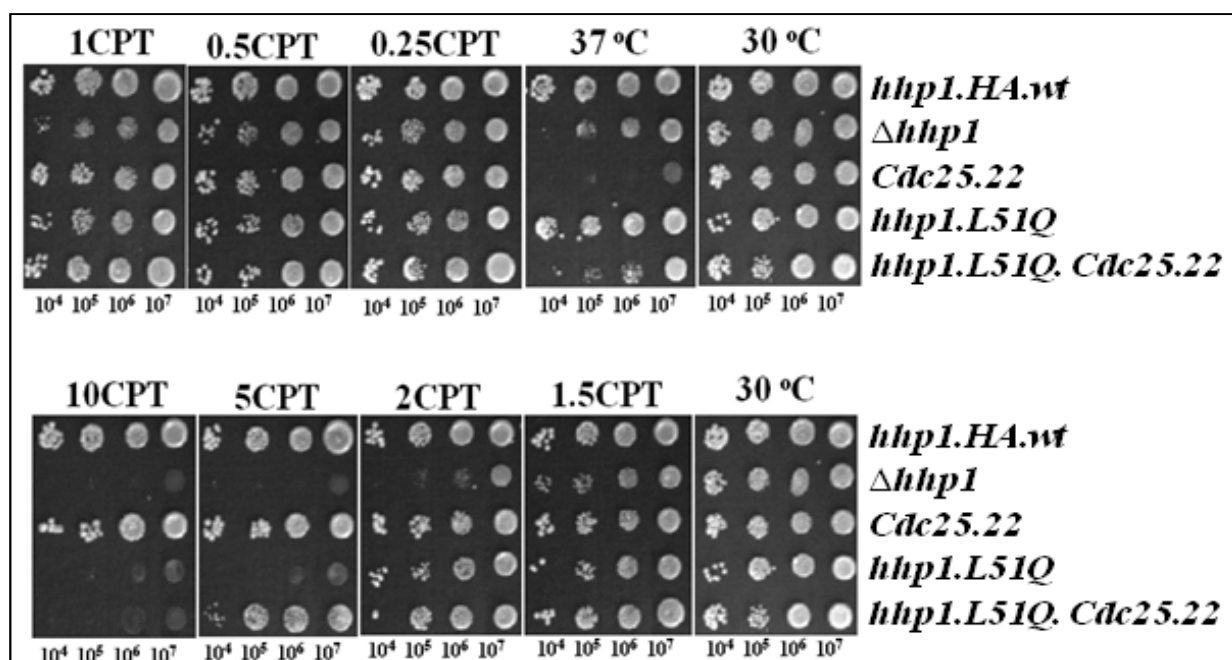 1CPT 0.5CPT 0.25CPT 37 ºC 30 ºC
hhp1.HA.wt
Δhhp1
Cdc25.22
hhp1.L51Q
hhp1.L51Q. Cdc25.22
10⁴ 10⁵ 10⁶ 10⁷ 10⁴ 10⁵ 10⁶ 10⁷ 10⁴ 10⁵ 10⁶ 10⁷ 10⁴ 10⁵ 10⁶ 10⁷ 10⁴ 10⁵ 10⁶ 10⁷
10CPT 5CPT 2CPT 1.5CPT 30 ºC
hhp1.HA.wt
Δhhp1
Cdc25.22
hhp1.L51Q
hhp1.L51Q. Cdc25.22
10⁴ 10⁵ 10⁶ 10⁷ 10⁴ 10⁵ 10⁶ 10⁷ 10⁴ 10⁵ 10⁶ 10⁷ 10⁴ 10⁵ 10⁶ 10⁷ 10⁴ 10⁵ 10⁶ 10⁷